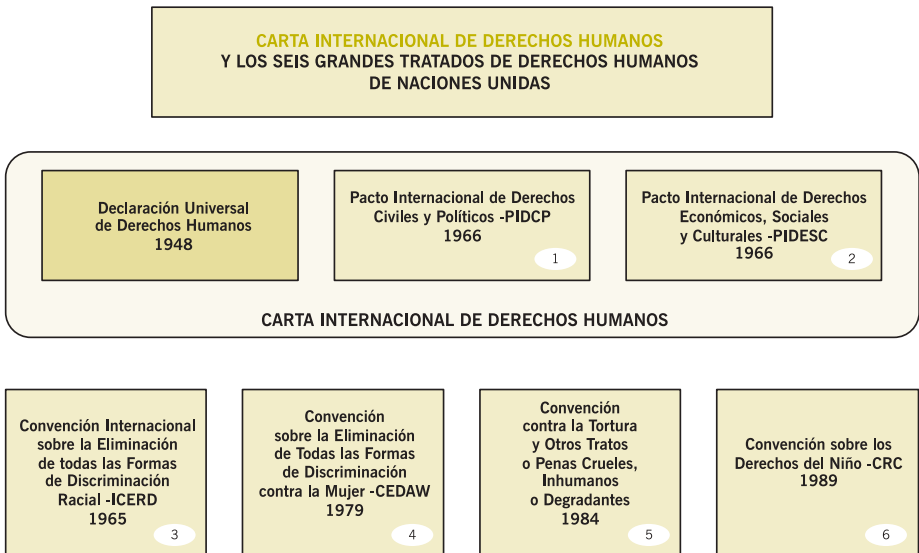 CARTA INTERNACIONAL DE DERECHOS HUMANOS
Y LOS SEIS GRANDES TRATADOS DE DERECHOS HUMANOS
DE NACIONES UNIDAS
Declaración Universal
de Derechos Humanos
1948
Pacto Internacional de Derechos
Civiles y Políticos -PIDCP
1966
1
Pacto Internacional de Derechos
Económicos, Sociales
y Culturales -PIDESC
1966
2
CARTA INTERNACIONAL DE DERECHOS HUMANOS
Convención Internacional
sobre la Eliminación
de todas las Formas
de Discriminación
Racial -ICERD
1965
3
Convención
sobre la Eliminación
de Todas las Formas
de Discriminación
contra la Mujer -CEDAW
1979
4
Convención
contra la Tortura
y Otros Tratos
o Penas Crueles,
Inhumanos
o Degradantes
1984
5
Convención sobre los
Derechos del Niño -CRC
1989
6